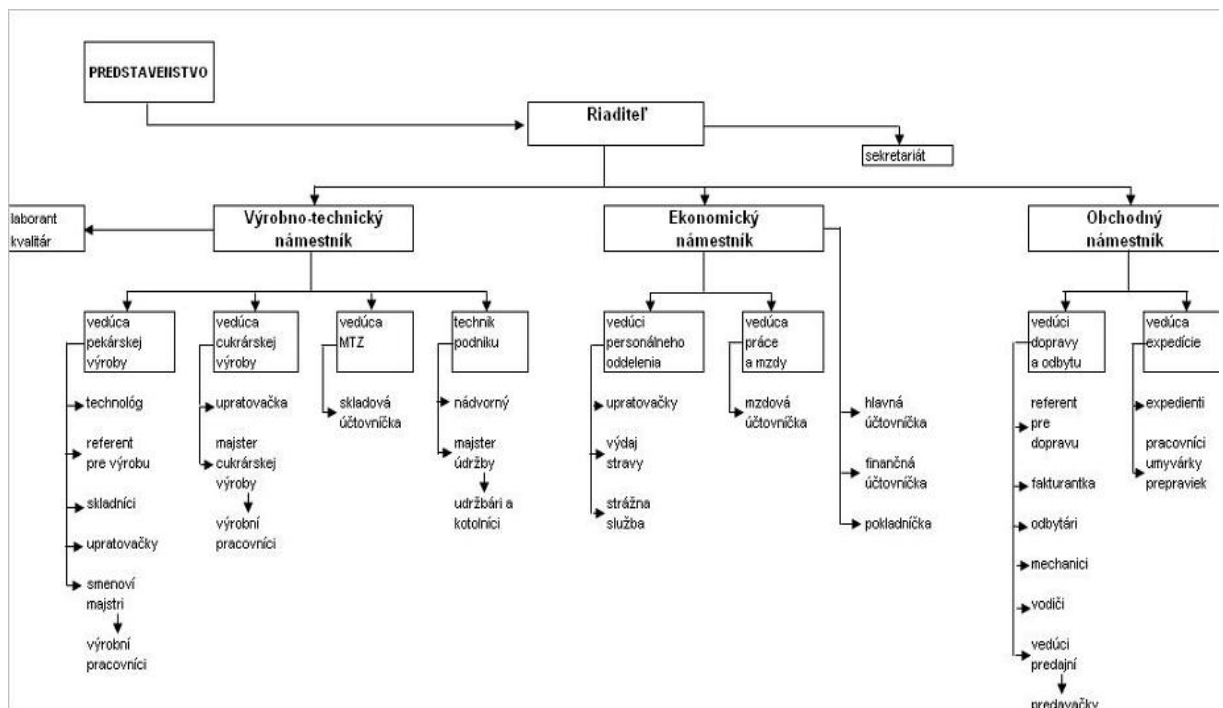 PREDSTAVENSTVO
Riaditeľ
sekretariát
laborant
kvalitár
Výrobno-technický
námestník
Ekonomický
námestník
Obchodný
námestník
vedúca
pekárskej
výroby
vedúca
cukrárskej
výroby
vedúca
MTZ
technik
podniku
vedúci
personálneho
oddelenia
vedúca
práce
a mzdy
vedúci
dopravy
a odbytu
vedúca
expedície
technológ
referent
pre výrobu
skladníci
upratovačky
smenoví
majstri
výrobní
pracovníci
upratovačka
majster
cukrárskej
výroby
výrobní
pracovníci
skladová
účtovníčka
nádvorný
majster
údržby
udržbári a
kotolníci
upratovačky
výdaj
stravy
strážna
služba
mzdová
účtovníčka
hlavná
účtovníčka
finančná
účtovníčka
pokladníčka
referent
pre
dopravu
fakturantka
odbytári
mechanici
vodiči
vedúci
predajní
predavačky
expedienti
pracovníci
umyvárky
prepraviek